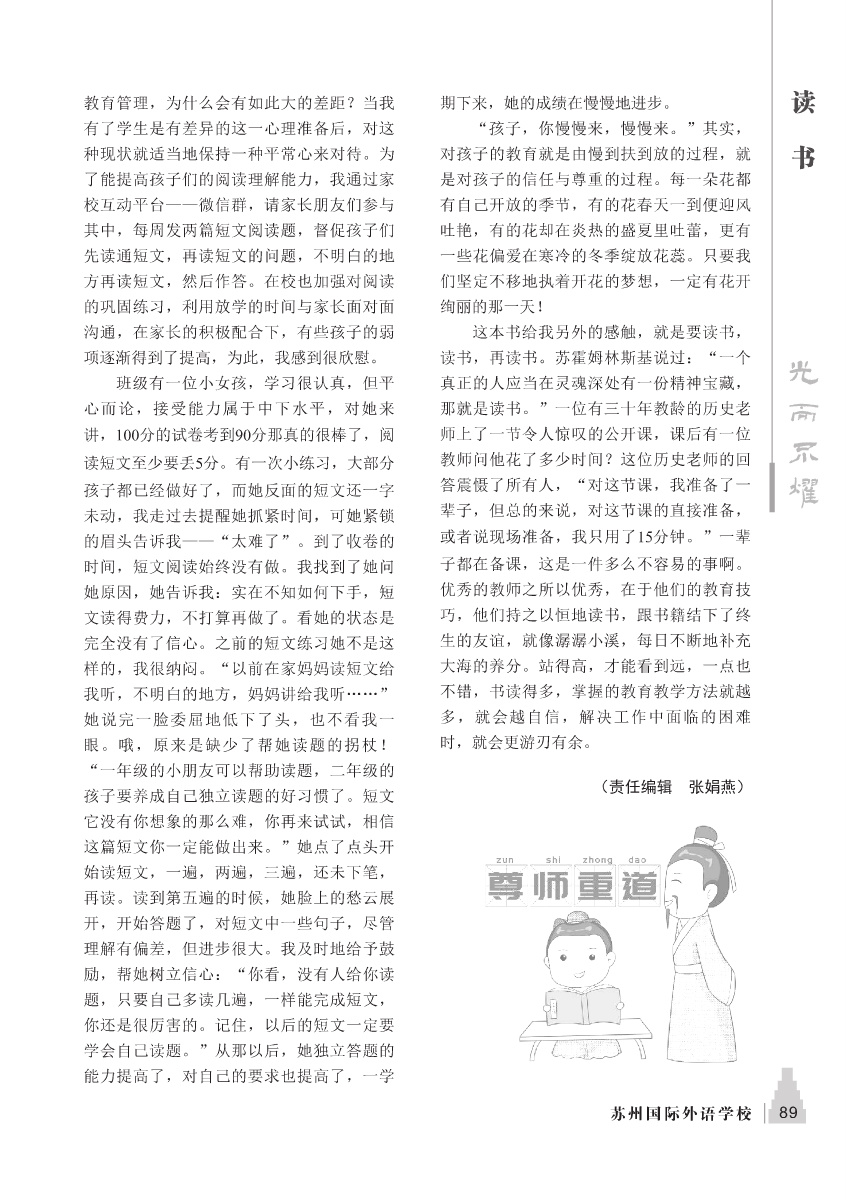 教育管理，为什么会有如此大的差距？当我
有了学生是有差异的这一心理准备后，对这
种现状就适当地保持一种平常心来对待。为
了能提高孩子们的阅读理解能力，我通过家
校互动平台——微信群，请家长朋友们参与
其中，每周发两篇短文阅读题，督促孩子们
先读通短文，再读短文的问题，不明白的地
方再读短文，然后作答。在校也加强对阅读
的巩固练习，利用放学的时间与家长面对面
沟通，在家长的积极配合下，有些孩子的弱
项逐渐得到了提高，为此，我感到很欣慰。
班级有一位小女孩，学习很认真，但平
心而论，接受能力属于中下水平，对她来
讲，100分的试卷考到90分那真的很棒了，阅
读短文至少要丢5分。有一次小练习，大部分
孩子都已经做好了，而她反面的短文还一字
未动，我走过去提醒她抓紧时间，可她紧锁
的眉头告诉我——“太难了”。到了收卷的
时间，短文阅读始终没有做。我找到了她问
她原因，她告诉我：实在不知如何下手，短
文读得费力，不打算再做了。看她的状态是
完全没有了信心。之前的短文练习她不是这
样的，我很纳闷。“以前在家妈妈读短文给
我听，不明白的地方，妈妈讲给我听……”
她说完一脸委屈地低下了头，也不看我一
眼。哦，原来是缺少了帮她读题的拐杖！
“一年级的小朋友可以帮助读题，二年级的
孩子要养成自己独立读题的好习惯了。短文
它没有你想象的那么难，你再来试试，相信
这篇短文你一定能做出来。”她点了点头开
始读短文，一遍，两遍，三遍，还未下笔，
再读。读到第五遍的时候，她脸上的愁云展
开，开始答题了，对短文中一些句子，尽管
理解有偏差，但进步很大。我及时地给予鼓
励，帮她树立信心：“你看，没有人给你读
题，只要自己多读几遍，一样能完成短文，
你还是很厉害的。记住，以后的短文一定要
学会自己读题。”从那以后，她独立答题的
能力提高了，对自己的要求也提高了，一学
期下来，她的成绩在慢慢地进步。
“孩子，你慢慢来，慢慢来。”其实，
对孩子的教育就是由慢到扶到放的过程，就
是对孩子的信任与尊重的过程。每一朵花都
有自己开放的季节，有的花春天一到便迎风
吐艳，有的花却在炎热的盛夏里吐蕾，更有
一些花偏爱在寒冷的冬季绽放花蕊。只要我
们坚定不移地执着开花的梦想，一定有花开
绚丽的那一天！
这本书给我另外的感触，就是要读书，
读书，再读书。苏霍姆林斯基说过：“一个
真正的人应当在灵魂深处有一份精神宝藏，
那就是读书。”一位有三十年教龄的历史老
师上了一节令人惊叹的公开课，课后有一位
教师问他花了多少时间？这位历史老师的回
答震慑了所有人，“对这节课，我准备了一
辈子，但总的来说，对这节课的直接准备，
或者说现场准备，我只用了15分钟。”一辈
子都在备课，这是一件多么不容易的事啊。
优秀的教师之所以优秀，在于他们的教育技
巧，他们持之以恒地读书，跟书籍结下了终
生的友谊，就像潺潺小溪，每日不断地补充
大海的养分。站得高，才能看到远，一点也
不错，书读得多，掌握的教育教学方法就越
多，就会越自信，解决工作中面临的困难
时，就会更游刃有余。
（责任编辑　张娟燕）
zun shi zhong dao
尊师重道
读书
光而不耀
苏州国际外语学校 89